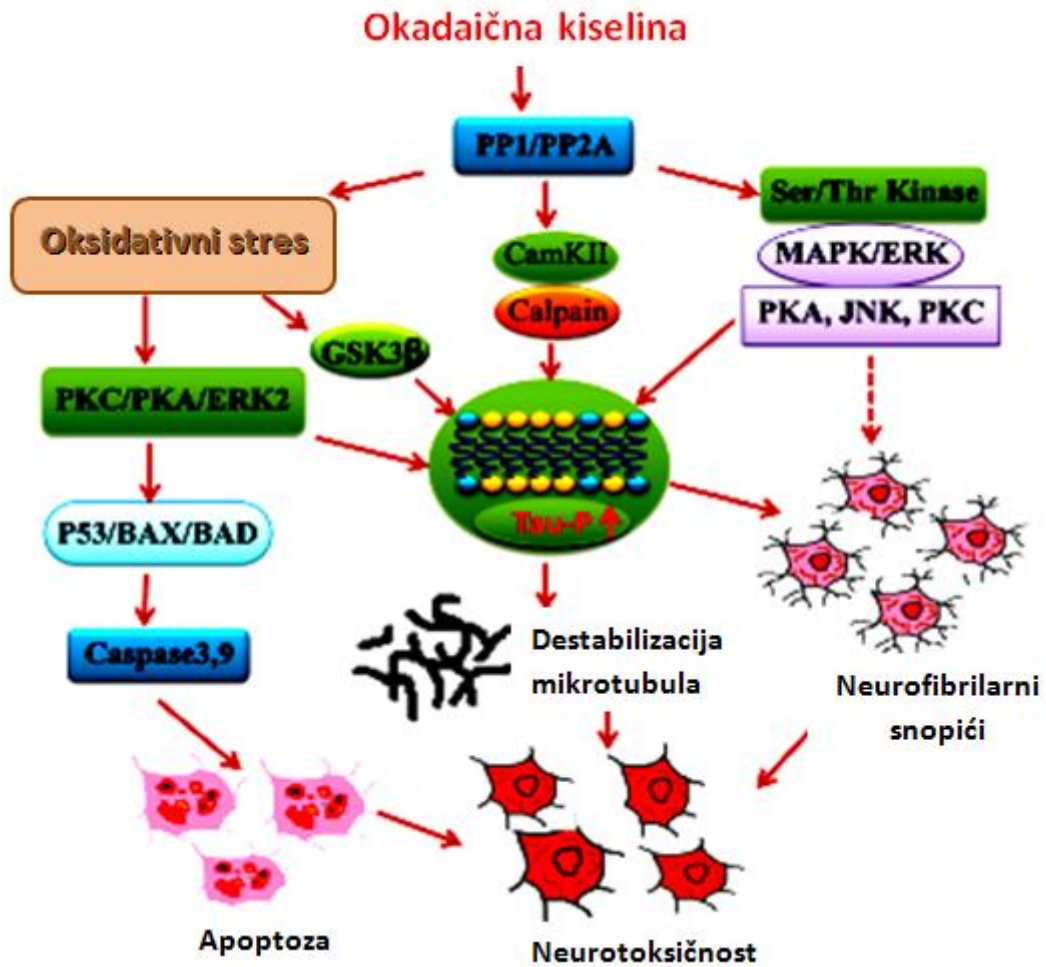 Okadaična kiselina
PP1/PP2A
Ser/Thr Kinase
Oksidativni stres
CamKII
MAPK/ERK
Calpain
PKA, JNK, PKC
GSK3β
PKC/PKA/ERK2
Tau-P
P53/BAX/BAD
Caspase3,9
Destabilizacija
mikrotubula
Neurofibrilarni
snopići
Apoptoza
Neurotoksičnost